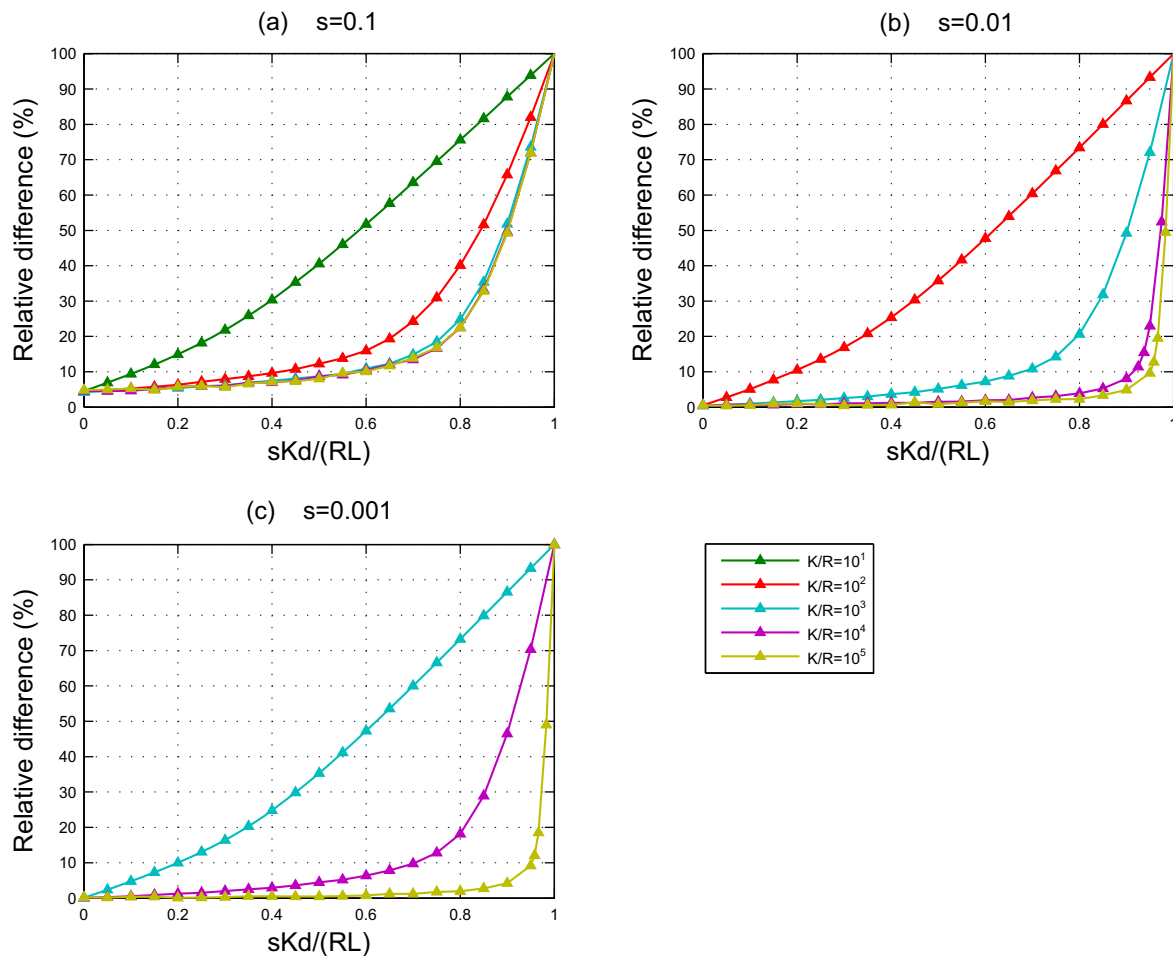 (a) s=0.1
Relative difference (%)
100
90
80
70
60
50
40
30
20
10
0
0 0.2 0.4 0.6 0.8 1
sKd/(RL)
(b) s=0.01
Relative difference (%)
100
90
80
70
60
50
40
30
20
10
0
0 0.2 0.4 0.6 0.8 1
sKd/(RL)
(c) s=0.001
Relative difference (%)
100
90
80
70
60
50
40
30
20
10
0
0 0.2 0.4 0.6 0.8 1
sKd/(RL)
K/R=10¹
K/R=10²
K/R=10³
K/R=10⁴
K/R=10⁵